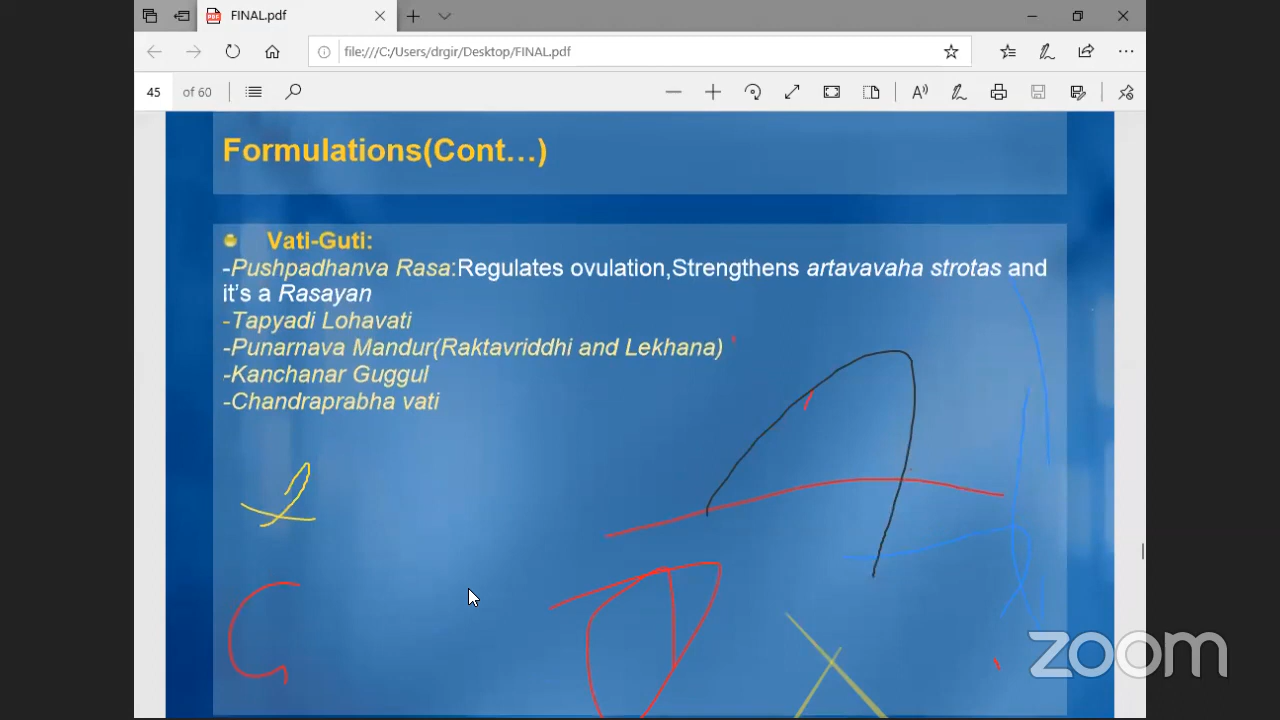 FINAL.pdf
file:///C:/Users/drgir/Desktop/FINAL.pdf
45 of 60
Formulations(Cont…)
Vati-Guti:
-Pushpadhanva Rasa:Regulates ovulation,Strengthens artavavaha strotas and
it's a Rasayan
-Tapyadi Lohavati
-Punarnava Mandur(Raktavriddhi and Lekhana)
-Kanchanar Guggul
-Chandraprabha vati
zoom